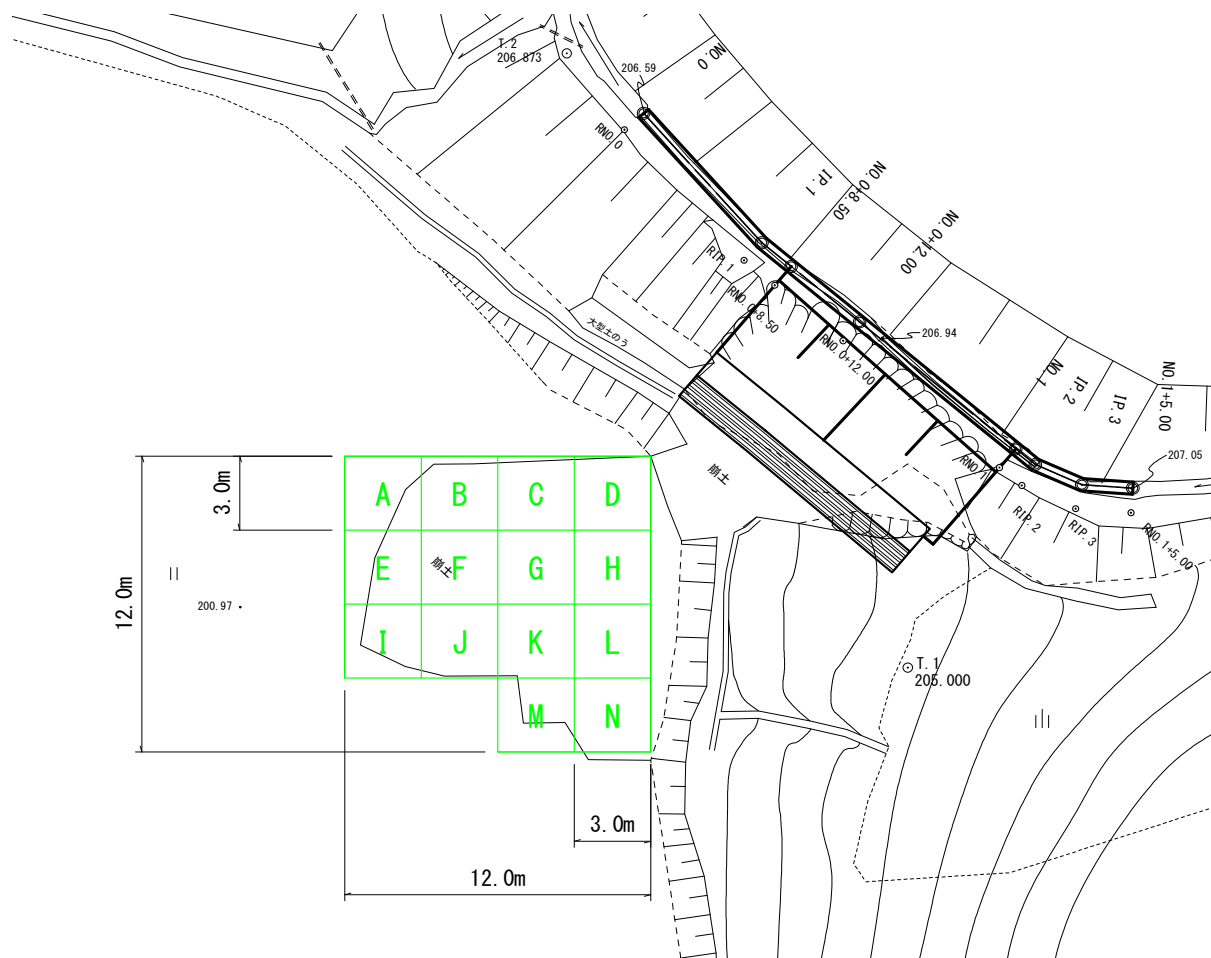 T.2
206.873
206.59
NO.0
RNO.0
IP.1
NO.0+8.50
NO.0+12.00
RIP.1
RNO.0+8.50
大型土のう
206.94
RNO.0+12.00
NO.1
IP.2
IP.3
NO.1+5.00
207.05
RNO.1
RIP.2
RIP.3
RNO.1+5.00
崩土
A B C D
3.0m
E F G H
崩土
12.0m
200.97
I J K L
T.1
205.000
M N
3.0m
12.0m